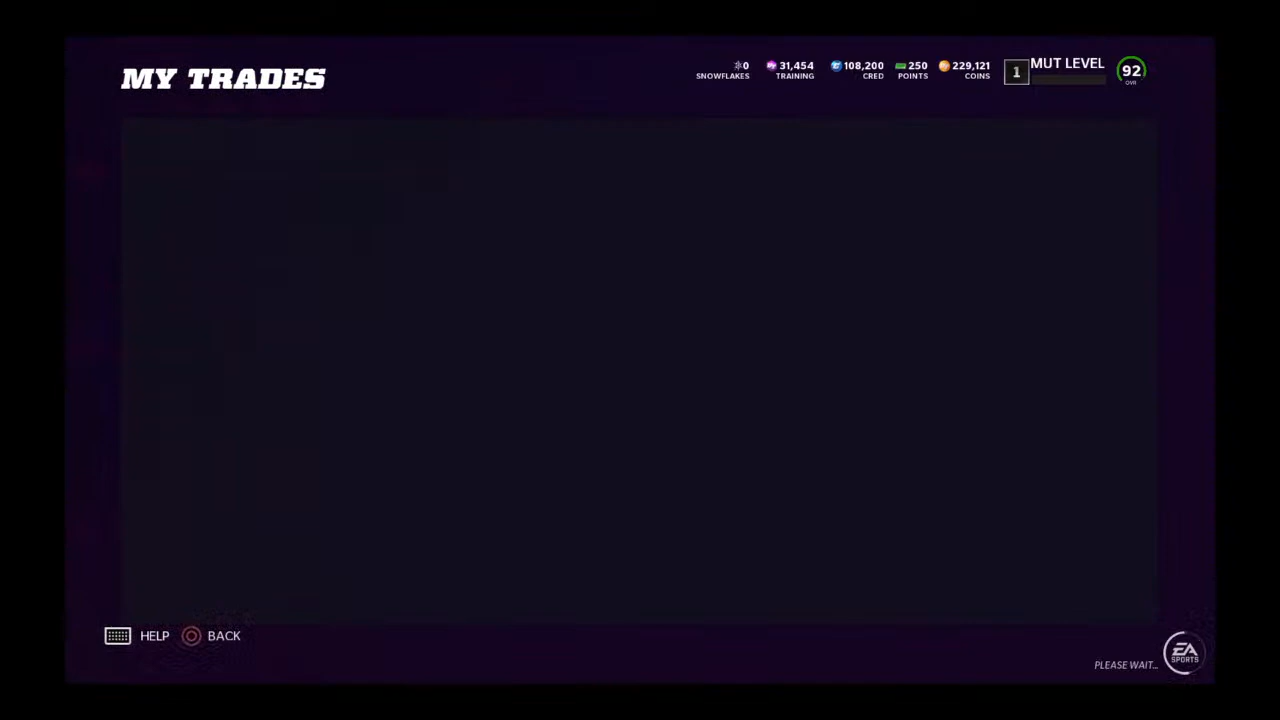 MY TRADES
0
SNOWFLAKES
31,454
TRAINING
108,200
CRED
250
POINTS
229,121
COINS
1
MUT LEVEL
92
OVR
HELP
BACK
PLEASE WAIT...
EA
SPORTS